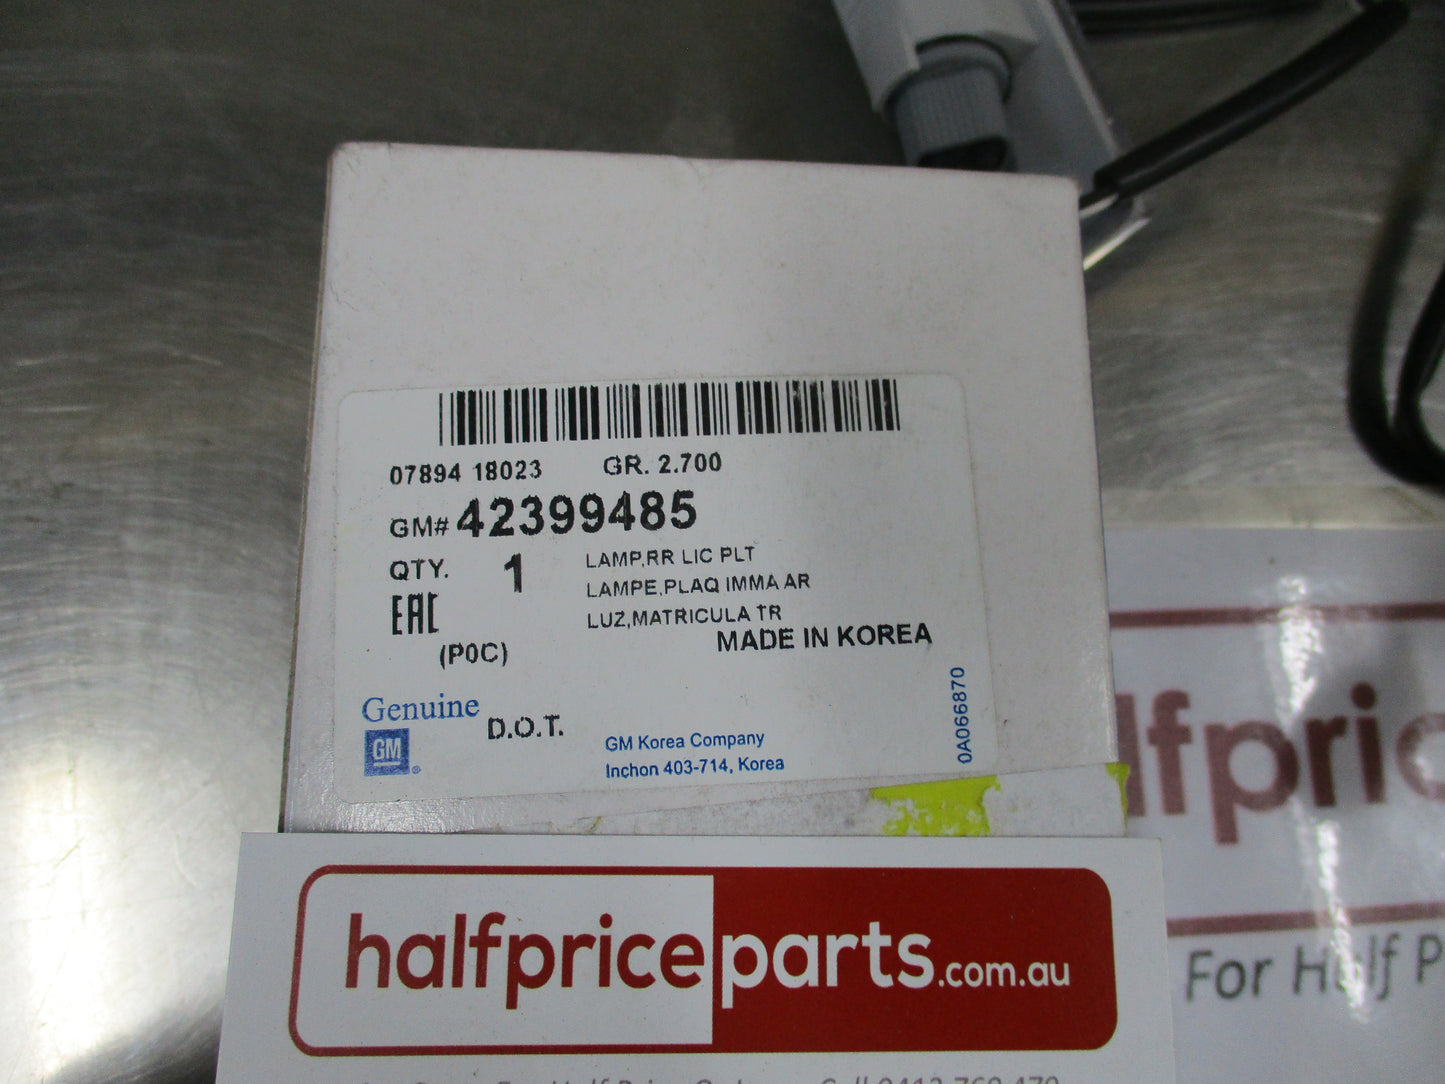 07894 18023 GR. 2.700
GM# 42399485
QTY. 1 LAMP,RR LIC PLT
LAMPE,PLAQ IMMA AR
EAC LUZ,MATRICULA TR
MADE IN KOREA
(P0C)
Genuine
D.O.T.
GM
GM Korea Company
Inchon 403-714, Korea
0A066870
halfpriceparts.com.au
lfpric
For Half P